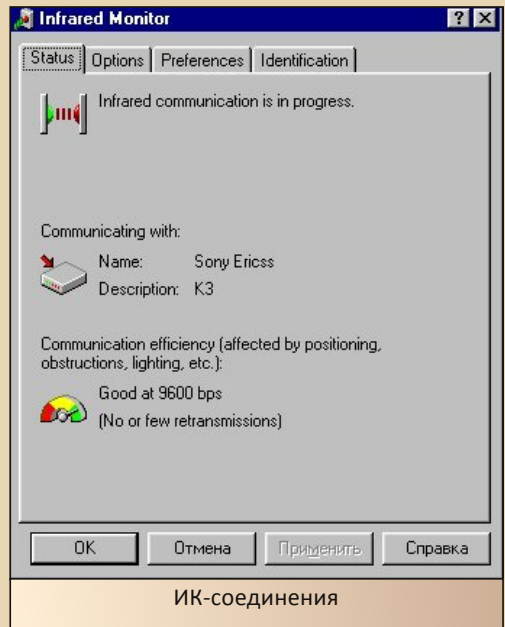 Infrared Monitor
Status Options Preferences Identification
Infrared communication is in progress.
Communicating with:
Name: Sony Ericss
Description: K3
Communication efficiency (affected by positioning,
obstructions, lighting, etc.):
Good at 9600 bps
(No or few retransmissions)
OK Отмена Применить Справка
ИК-соединения